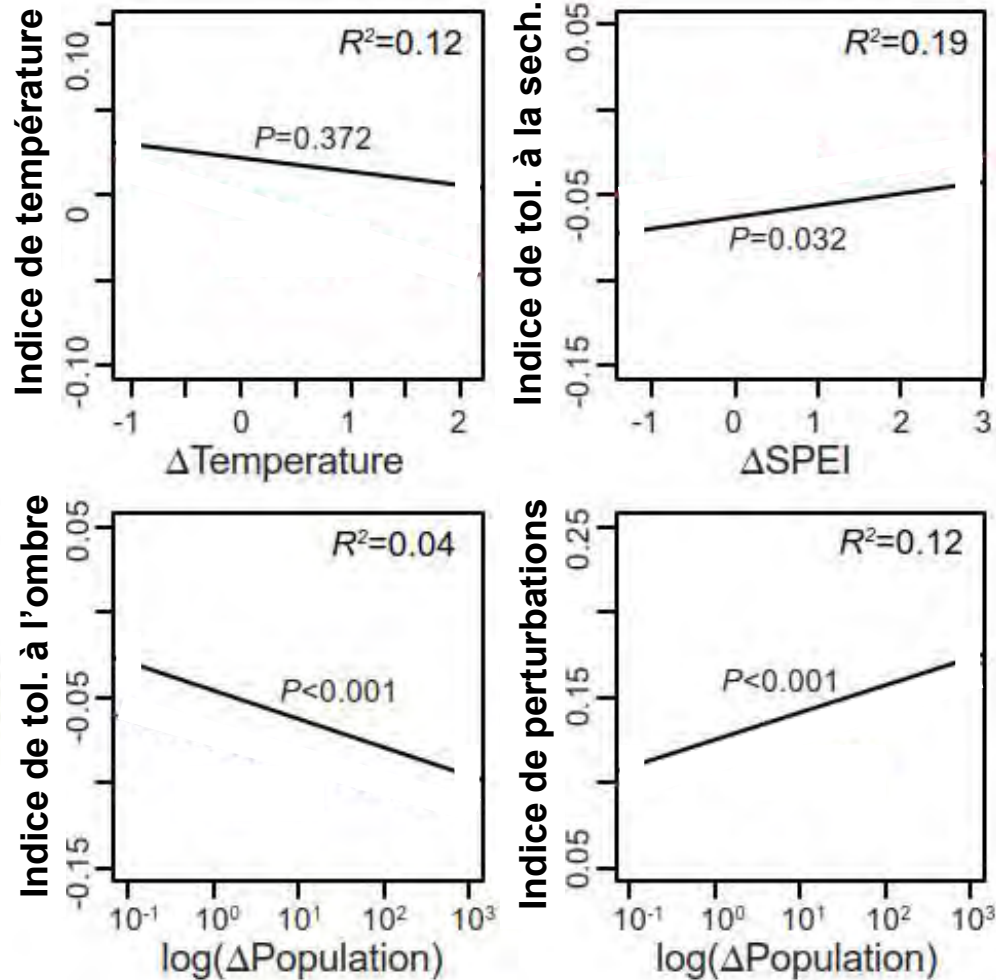 Indice de température
0.10
0
-0.10
R²=0.12
P=0.372
-1 0 1 2
ΔTemperature
Indice de tol. à la sech.
0.05
-0.05
-0.15
R²=0.19
P=0.032
-1 0 1 2 3
ΔSPEI
Indice de tol. à l'ombre
0.05
-0.05
-0.15
R²=0.04
P<0.001
10⁻¹ 10⁰ 10¹ 10² 10³
log(ΔPopulation)
Indice de perturbations
0.25
0.15
0.05
R²=0.12
P<0.001
10⁻¹ 10⁰ 10¹ 10² 10³
log(ΔPopulation)